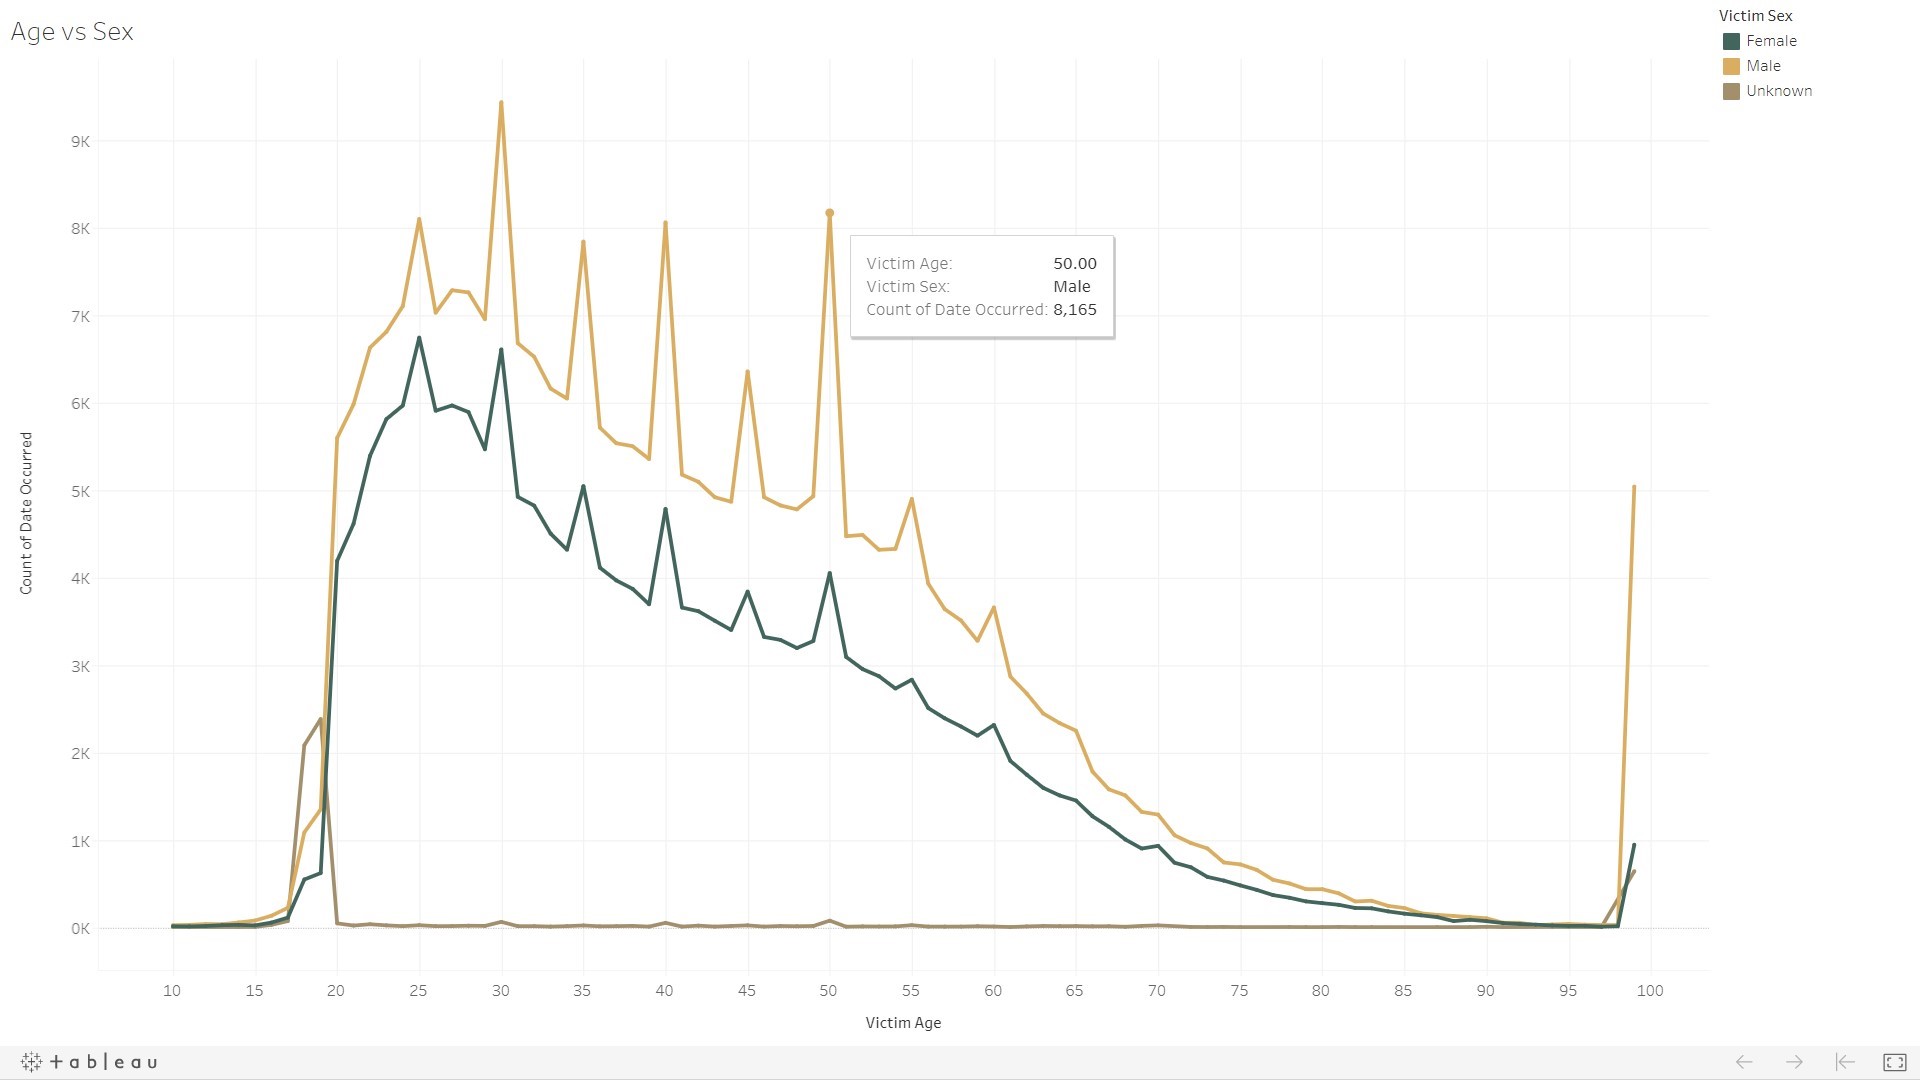 Age vs Sex
Victim Sex
Female
Male
Unknown
9K
8K
7K
6K
5K
4K
3K
2K
1K
0K
Count of Date Occurred
Victim Age: 50.00
Victim Sex: Male
Count of Date Occurred: 8,165
10 15 20 25 30 35 40 45 50 55 60 65 70 75 80 85 90 95 100
Victim Age
+ableau